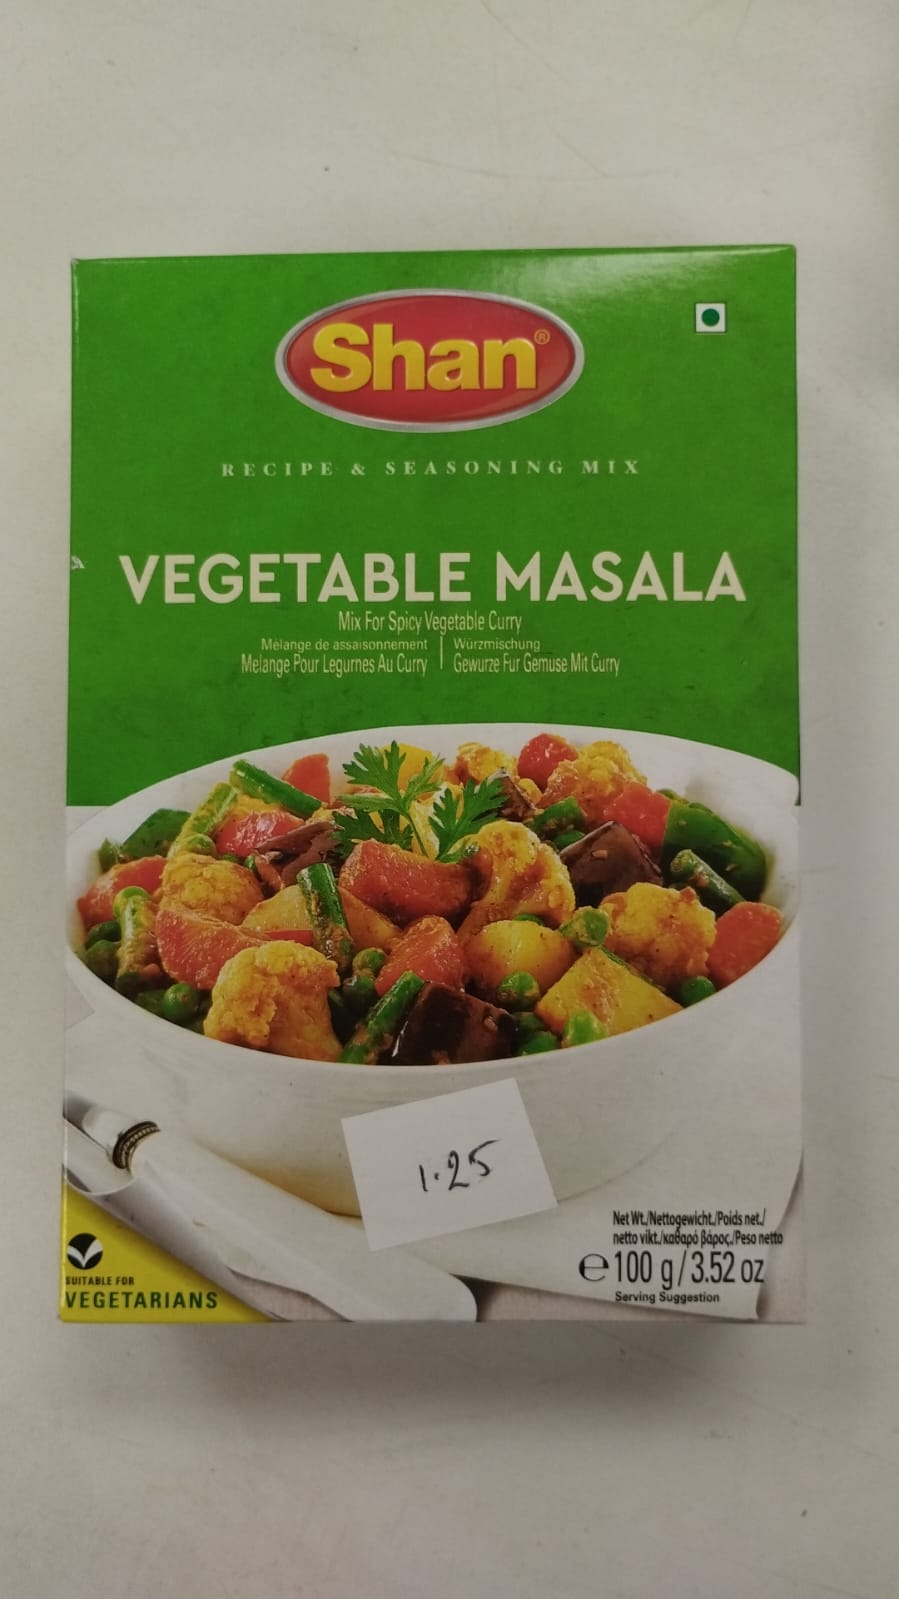 Shan®
RECIPE & SEASONING MIX
VEGETABLE MASALA
Mix For Spicy Vegetable Curry
Mélange de assaisonnement
Melange Pour Legumes Au Curry
Würzmischung
Gewurze Fur Gemuse Mit Curry
1.25
SUITABLE FOR
VEGETARIANS
Net Wt./Nettogewicht./Poids net./
netto vikt./καθαρό βάρος./Peso netto
℮ 100 g/3.52 oz
Serving Suggestion